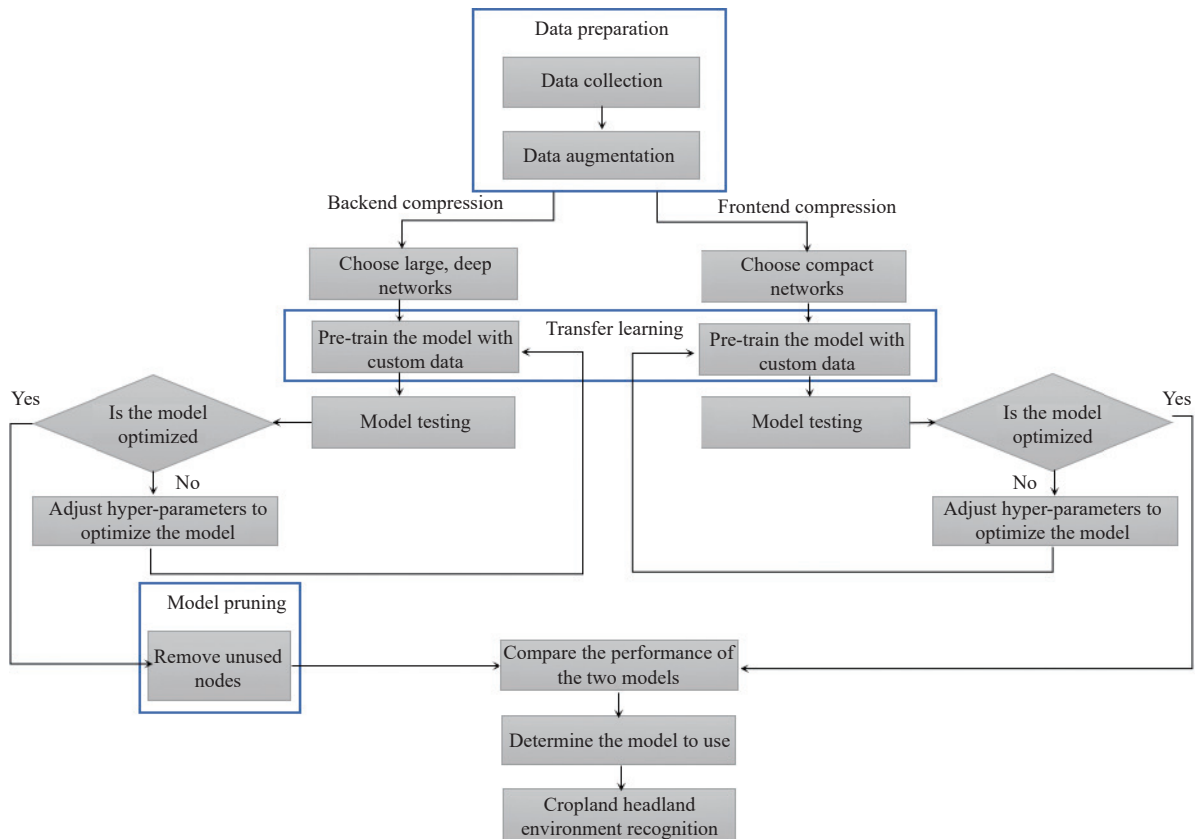 Data preparation
Data collection
Data augmentation
Backend compression
Frontend compression
Choose large, deep
networks
Choose compact
networks
Transfer learning
Pre-train the model with
custom data
Pre-train the model with
custom data
Yes
Is the model
optimized
Model testing
Model testing
Is the model
optimized
Yes
No
Adjust hyper-parameters to
optimize the model
No
Adjust hyper-parameters to
optimize the model
Model pruning
Remove unused
nodes
Compare the performance of
the two models
Determine the model to use
Cropland headland
environment recognition